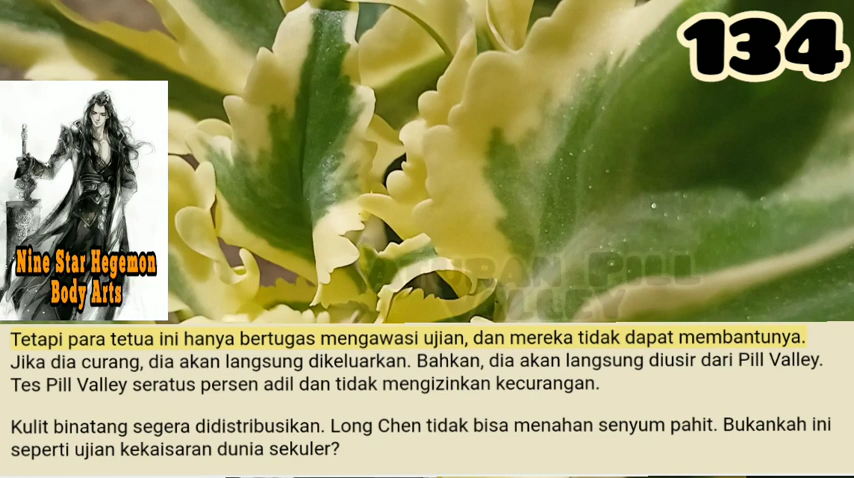 134
Nine Star Hegemon
Body Arts
Tetapi para tetua ini hanya bertugas mengawasi ujian, dan mereka tidak dapat membantunya.
Jika dia curang, dia akan langsung dikeluarkan. Bahkan, dia akan langsung diusir dari Pill Valley.
Tes Pill Valley seratus persen adil dan tidak mengizinkan kecurangan.
Kulit binatang segera didistribusikan. Long Chen tidak bisa menahan senyum pahit. Bukankah ini
seperti ujian kekaisaran dunia sekuler?